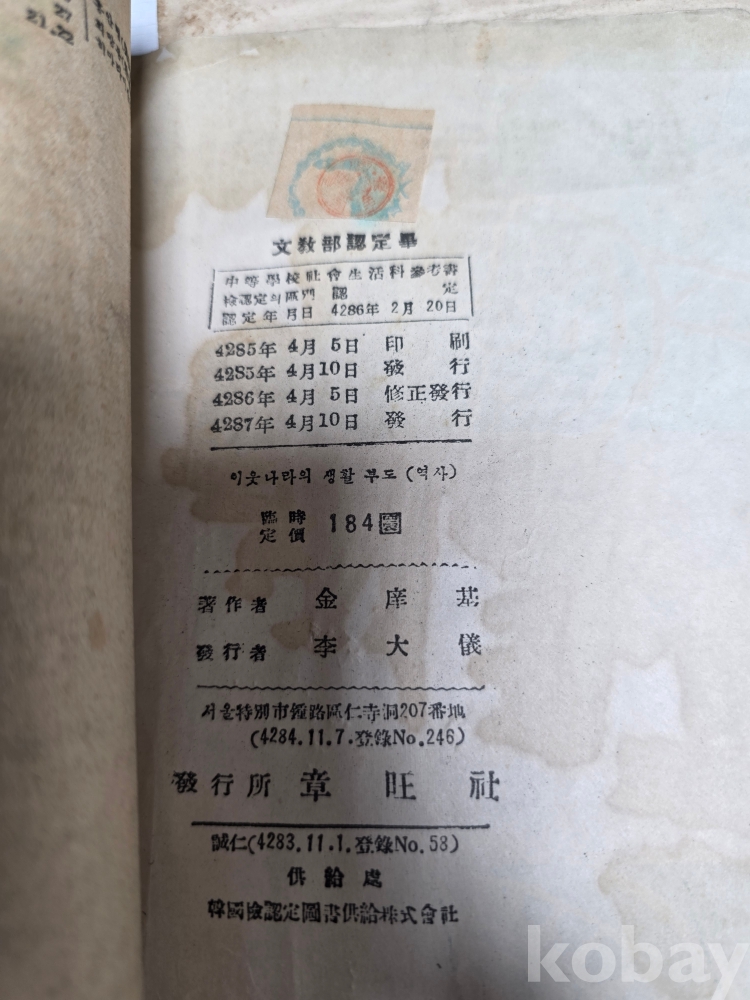 27
21.22
文敎部認定畢
中等學校社會生活科參考書
檢認定의區別 認定
認定年月日 4286年 2月 20日
4285年 4月 5日 印刷
4285年 4月10日 發行
4286年 4月 5日 修正發行
4287年 4月10日 發行
이웃나라의 생활 부도 (역사)
臨時
定價 184圜
著作者 金庠基
發行者 李大儀
서울特別市鍾路區仁寺洞207番地
(4284.11.7.登錄No.246)
發行所 章旺社
誠仁(4283.11.1.登錄No.58)
供給處
韓國檢認定圖書供給株式會社
kobay